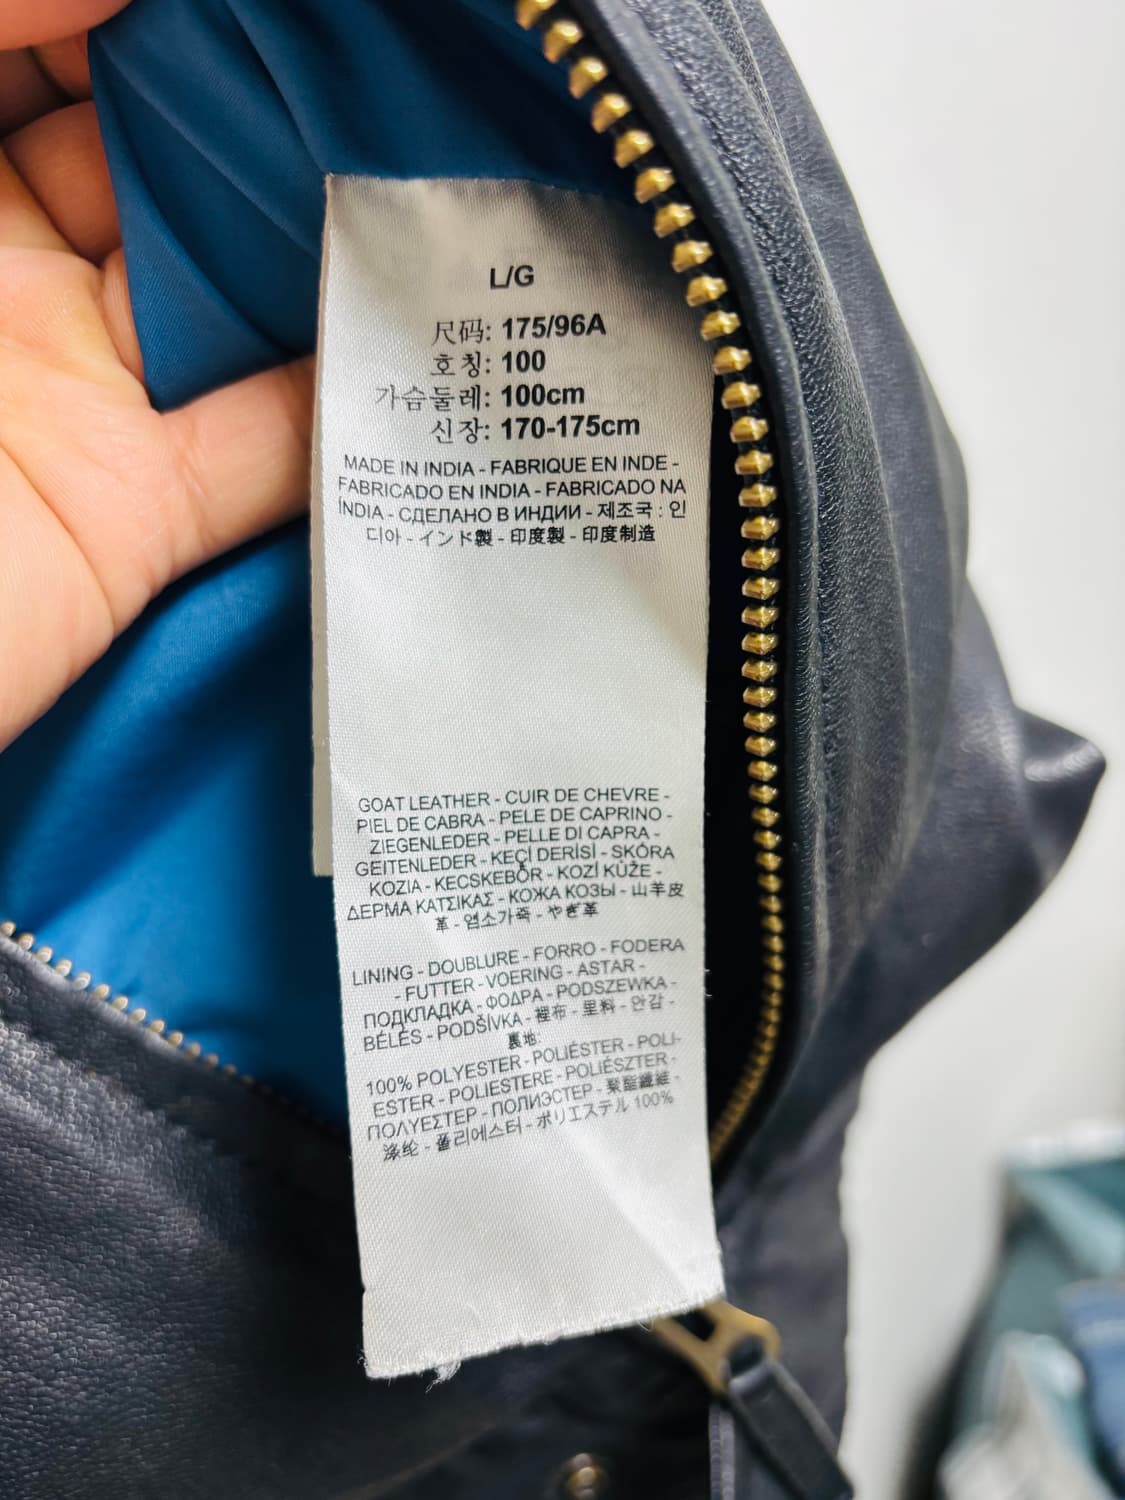 L/G
尺码: 175/96A
호칭: 100
가슴둘레: 100cm
신장: 170-175cm
MADE IN INDIA - FABRIQUE EN INDE -
FABRICADO EN INDIA - FABRICADO NA
ÍNDIA - СДЕЛАНО В ИНДИИ - 제조국 : 인
디아 - インド製 - 印度製 - 印度制造
GOAT LEATHER - CUIR DE CHEVRE -
PIEL DE CABRA - PELE DE CAPRINO -
ZIEGENLEDER - PELLE DI CAPRA -
GEITENLEDER - KEÇİ DERİSİ - SKÓRA
KOZIA - KECSKEBŐR - KOZÍ KŮŽE -
ΔΕΡΜΑ ΚΑΤΣΙΚΑΣ - КОЖА КОЗЫ - 山羊皮
革 - 염소가죽 - やぎ革
LINING - DOUBLURE - FORRO - FODERA
- FUTTER - VOERING - ASTAR -
ПОДКЛАДКА - ΦΟΔΡΑ - PODSZEWKA -
BÉLÉS - PODŠÍVKA - 裡布 - 里料 - 안감 -
裏地:
100% POLYESTER - POLIÉSTER - POLI-
ESTER - POLIESTERE - POLIÉSZTER -
ΠΟΛΥΕΣΤΕΡ - ПОЛИЭСТЕР - 聚酯纖維 -
涤纶 - 폴리에스터 - ポリエステル 100%